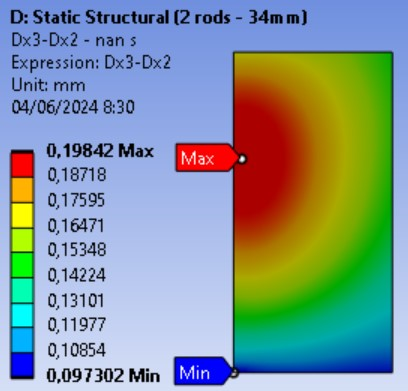 D: Static Structural (2 rods - 34mm)
Dx3-Dx2 - nan s
Expression: Dx3-Dx2
Unit: mm
04/06/2024 8:30
0,19842 Max
0,18718
0,17595
0,16471
0,15348
0,14224
0,13101
0,11977
0,10854
0,097302 Min
Max
Min